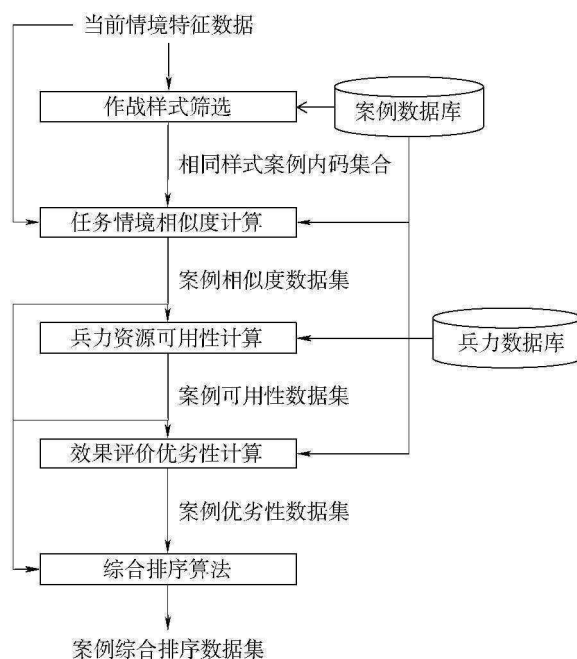 当前情境特征数据
作战样式筛选
案例数据库
相同样式案例内码集合
任务情境相似度计算
案例相似度数据集
兵力资源可用性计算
兵力数据库
案例可用性数据集
效果评价优劣性计算
案例优劣性数据集
综合排序算法
案例综合排序数据集